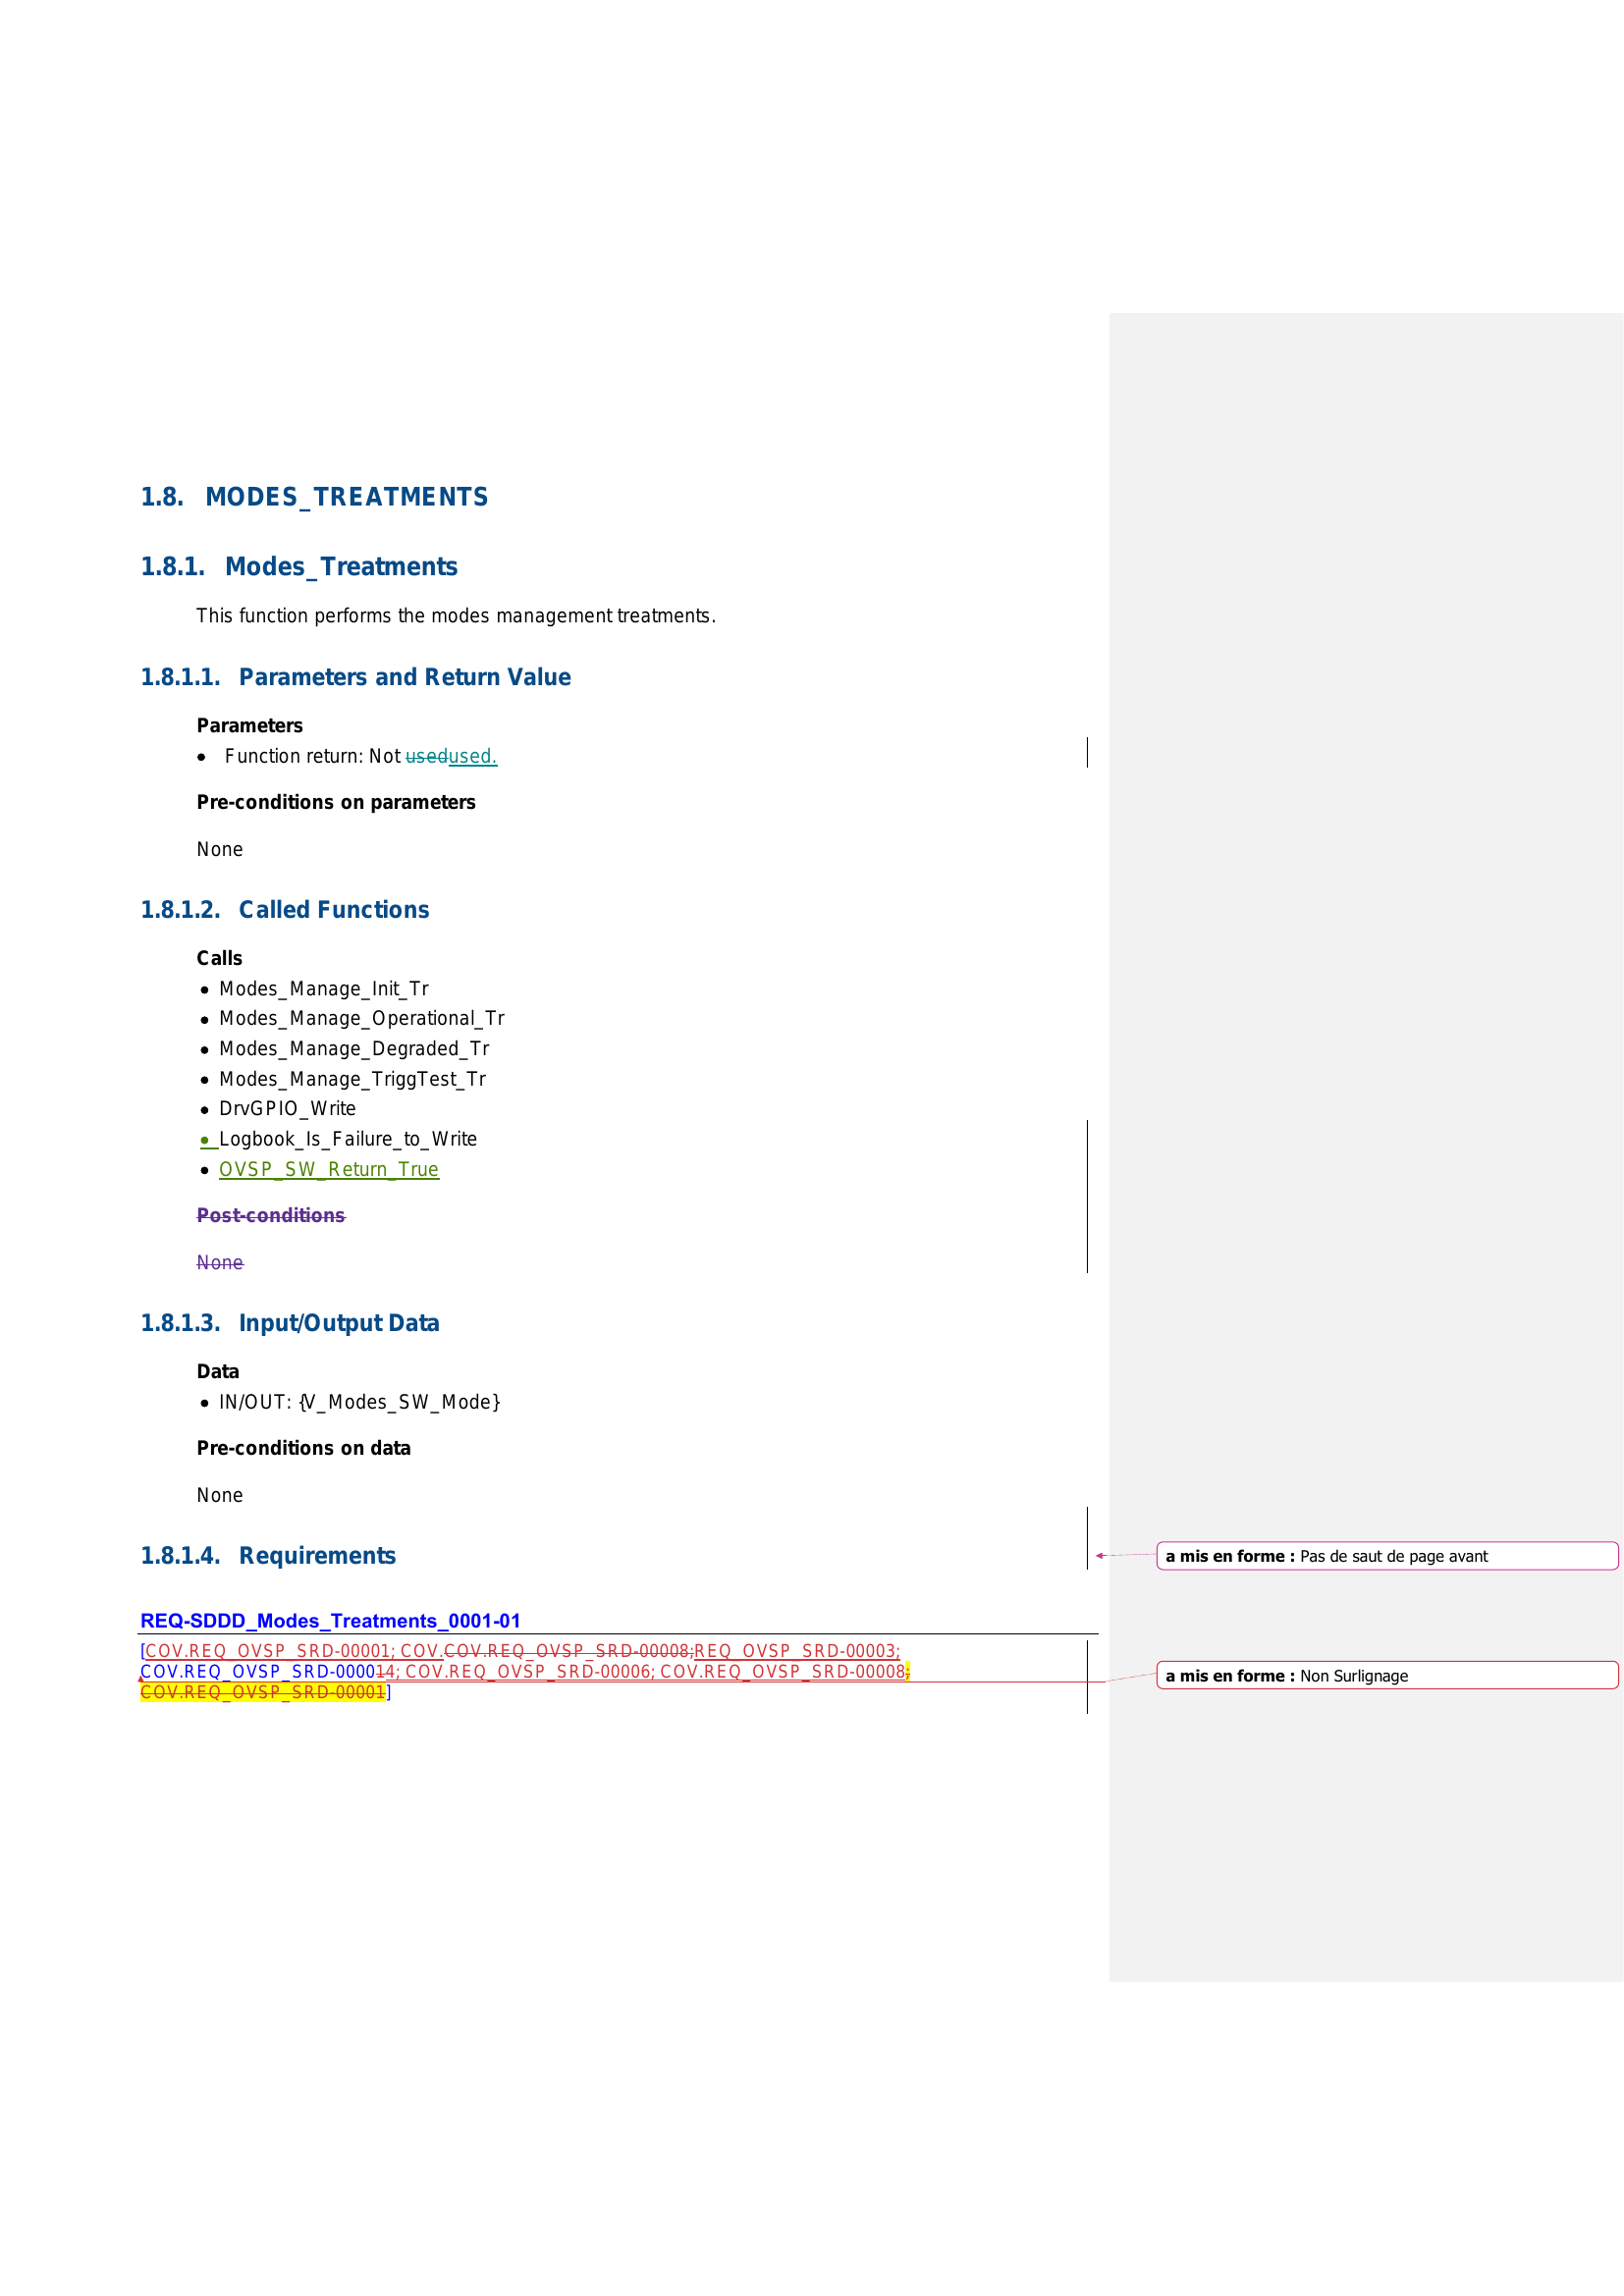 1.8. MODES_TREATMENTS
1.8.1. Modes_Treatments
This function performs the modes management treatments.
1.8.1.1. Parameters and Return Value
Parameters
● Function return: Not usedused.
Pre-conditions on parameters
None
1.8.1.2. Called Functions
Calls
● Modes_Manage_Init_Tr
● Modes_Manage_Operational_Tr
● Modes_Manage_Degraded_Tr
● Modes_Manage_TriggTest_Tr
● DrvGPIO_Write
● Logbook_Is_Failure_to_Write
● OVSP_SW_Return_True
Post-conditions
None
1.8.1.3. Input/Output Data
Data
● IN/OUT: {V_Modes_SW_Mode}
Pre-conditions on data
None
1.8.1.4. Requirements
a mis en forme : Pas de saut de page avant
REQ-SDDD_Modes_Treatments_0001-01
[COV.REQ_OVSP_SRD-00001; COV.COV.REQ_OVSP_SRD-00008;REQ_OVSP_SRD-00003;
COV.REQ_OVSP_SRD-000014; COV.REQ_OVSP_SRD-00006; COV.REQ_OVSP_SRD-00008;
a mis en forme : Non Surlignage
COV.REQ_OVSP_SRD-00001]